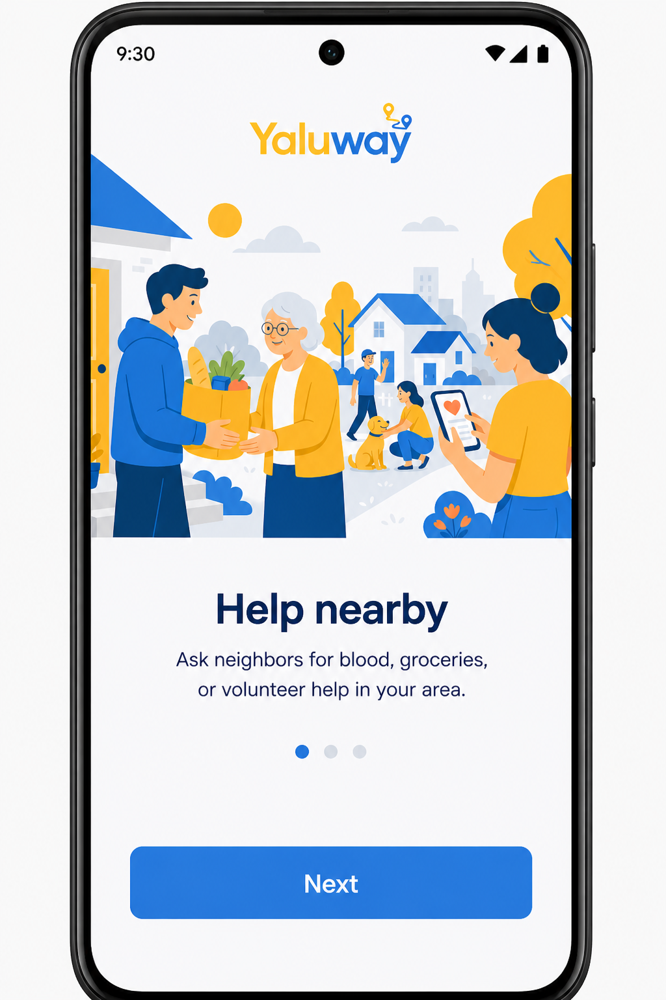 9:30
Yaluway
Help nearby
Ask neighbors for blood, groceries,
or volunteer help in your area.
Next